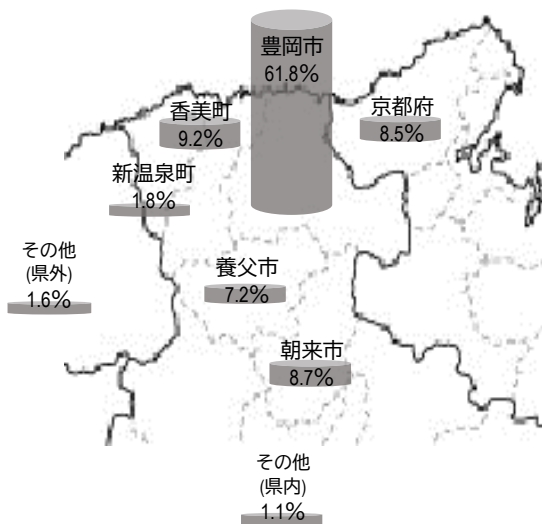 豊岡市
61.8%
香美町
9.2%
京都府
8.5%
新温泉町
1.8%
その他
(県外)
1.6%
養父市
7.2%
朝来市
8.7%
その他
(県内)
1.1%